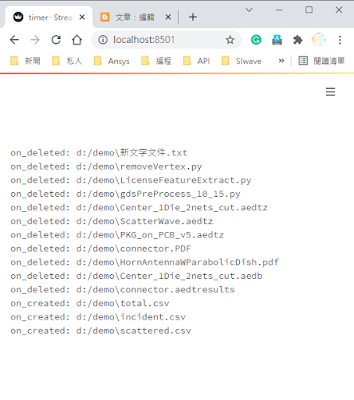 timer · Strea
文章：編輯
localhost:8501
新聞
私人
Ansys
編程
API
SIwave
»
閱讀清單
on_deleted: d:/demo\新文字文件.txt
on_deleted: d:/demo\removeVertex.py
on_deleted: d:/demo\LicenseFeatureExtract.py
on_deleted: d:/demo\gdsPreProcess_10_15.py
on_deleted: d:/demo\Center_1Die_2nets_cut.aedtz
on_deleted: d:/demo\ScatterWave.aedtz
on_deleted: d:/demo\PKG_on_PCB_v5.aedtz
on_deleted: d:/demo\connector.PDF
on_deleted: d:/demo\HornAntennaWParabolicDish.pdf
on_deleted: d:/demo\Center_1Die_2nets_cut.aedb
on_deleted: d:/demo\connector.aedtresults
on_created: d:/demo\total.csv
on_created: d:/demo\incident.csv
on_created: d:/demo\scattered.csv